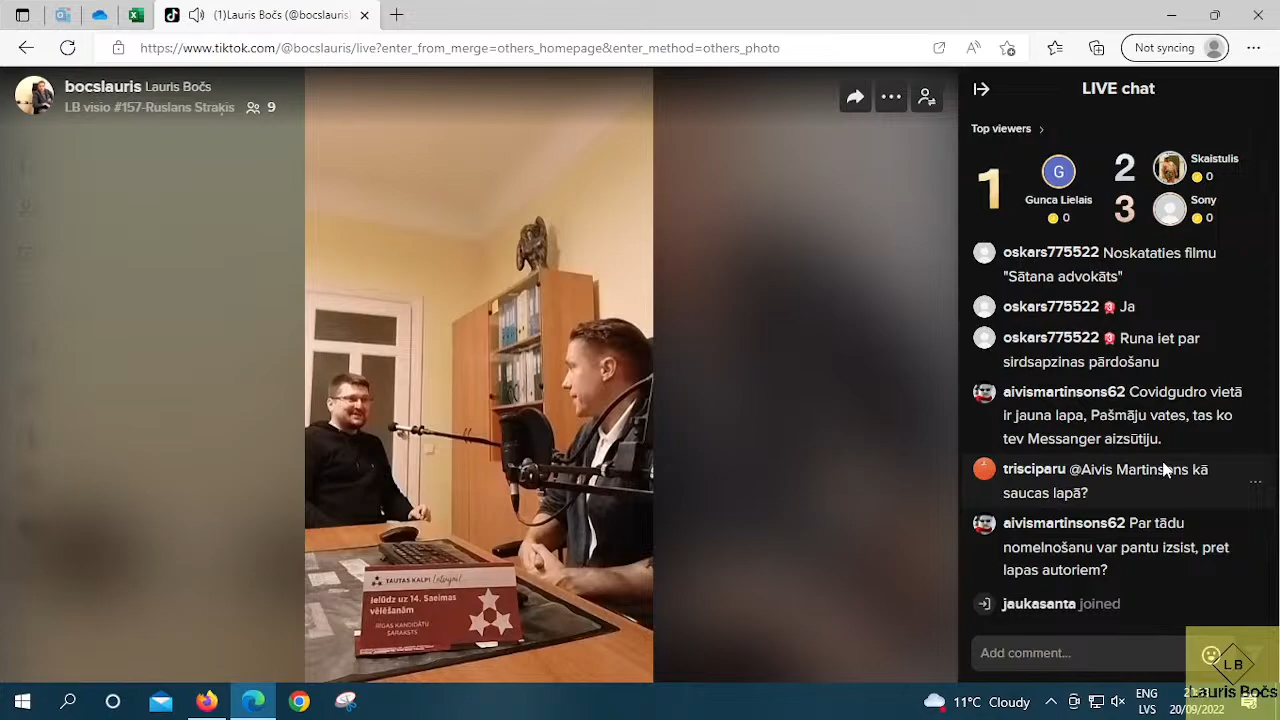 (1)Lauris Bočs (@bocslauris
https://www.tiktok.com/@bocslauris/live?enter_from_merge=others_homepage&enter_method=others_photo
Not syncing
bocslauris Lauris Bočs
LB visio #157-Ruslans Straķis 9
LIVE chat
Top viewers
1 G Gunca Lielais 0
2 Skaistulis 0
3 Sony 0
oskars775522 Noskataties filmu
"Sātana advokāts"
oskars775522 Ja
oskars775522 Runa iet par
sirdsapziņas pārdošanu
aivismartinsons62 Covidgudro vietā
ir jauna lapa, Pašmāju vates, tas ko
tev Messanger aizsūtiju.
trisciparu @Aivis Martinsons kā
saucas lapā?
aivismartinsons62 Par tādu
nomelnošanu var pantu izsist, pret
lapas autoriem?
jaukasanta joined
Add comment...
TAUTAS KALPI
Ielūdz uz 14. Saeimas
vēlēšanām
RĪGAS KANDIDĀTU
SARAKSTS
LB
Lauris Bočs
11°C Cloudy
ENG
LVS
20/09/2022